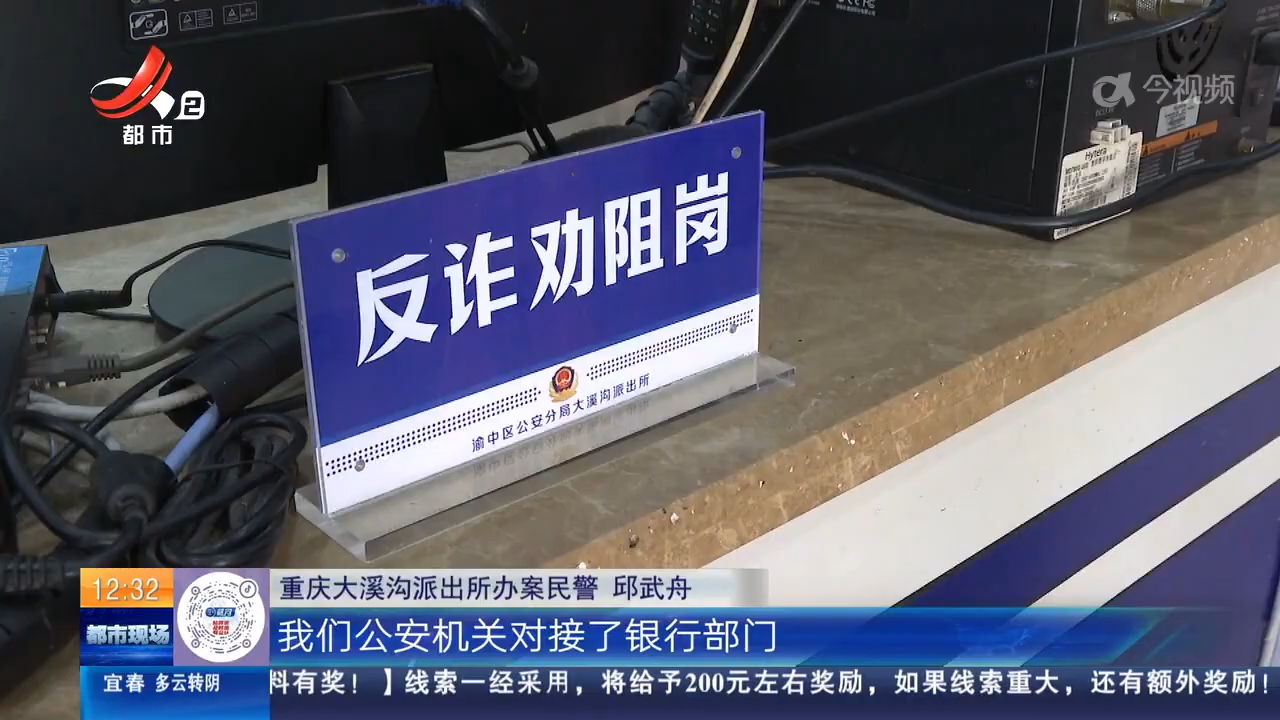 2
都市
今视频
Hytera
反诈劝阻岗
渝中区公安分局大溪沟派出所
12:32
重庆大溪沟派出所办案民警 邱武舟
都市现场
我们公安机关对接了银行部门
宜春 多云转阴
料有奖！】线索一经采用，将给予200元左右奖励，如果线索重大，还有额外奖励！